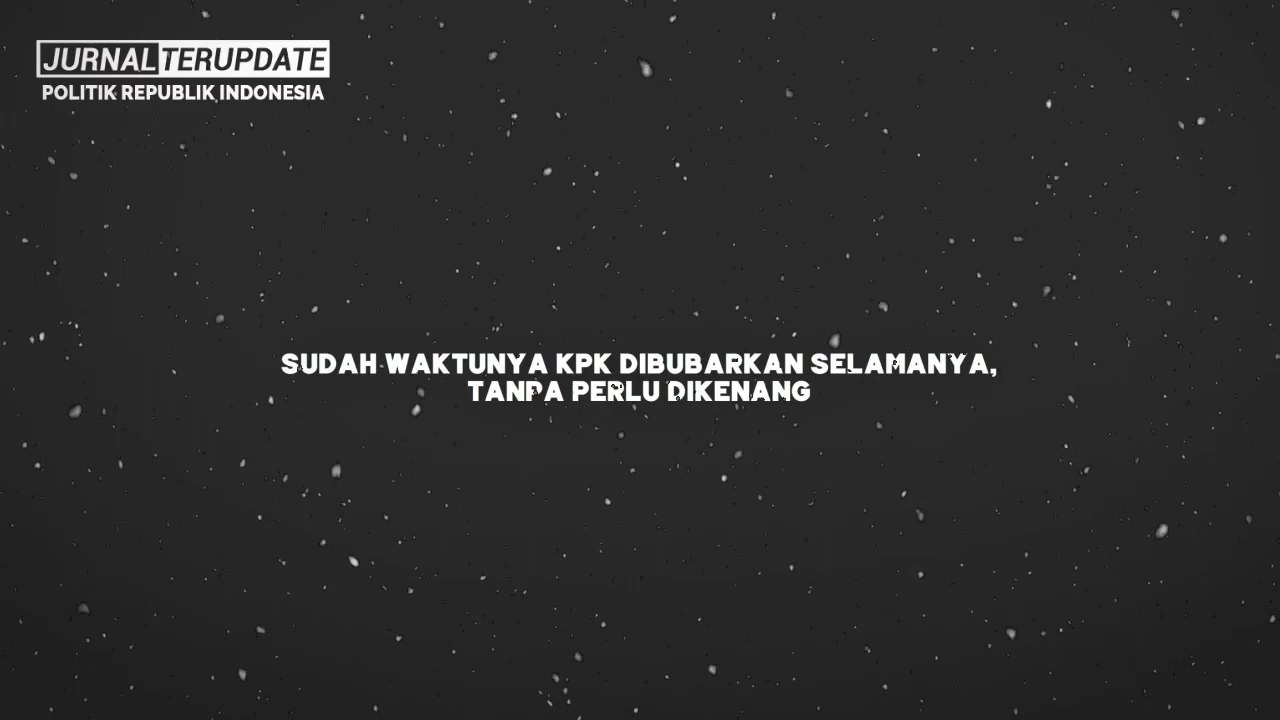 JURNALTERUPDATE
POLITIK REPUBLIK INDONESIA
SUDAH WAKTUNYA KPK DIBUBARKAN SELAMANYA,
TANPA PERLU DIKENANG